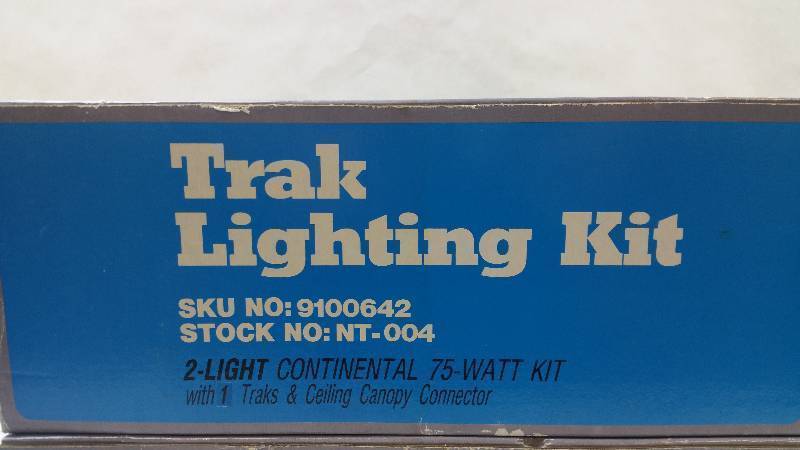 Trak
Lighting Kit
SKU NO: 9100642
STOCK NO: NT-004
2-LIGHT CONTINENTAL 75-WATT KIT
with 1 Traks & Ceiling Canopy Connector